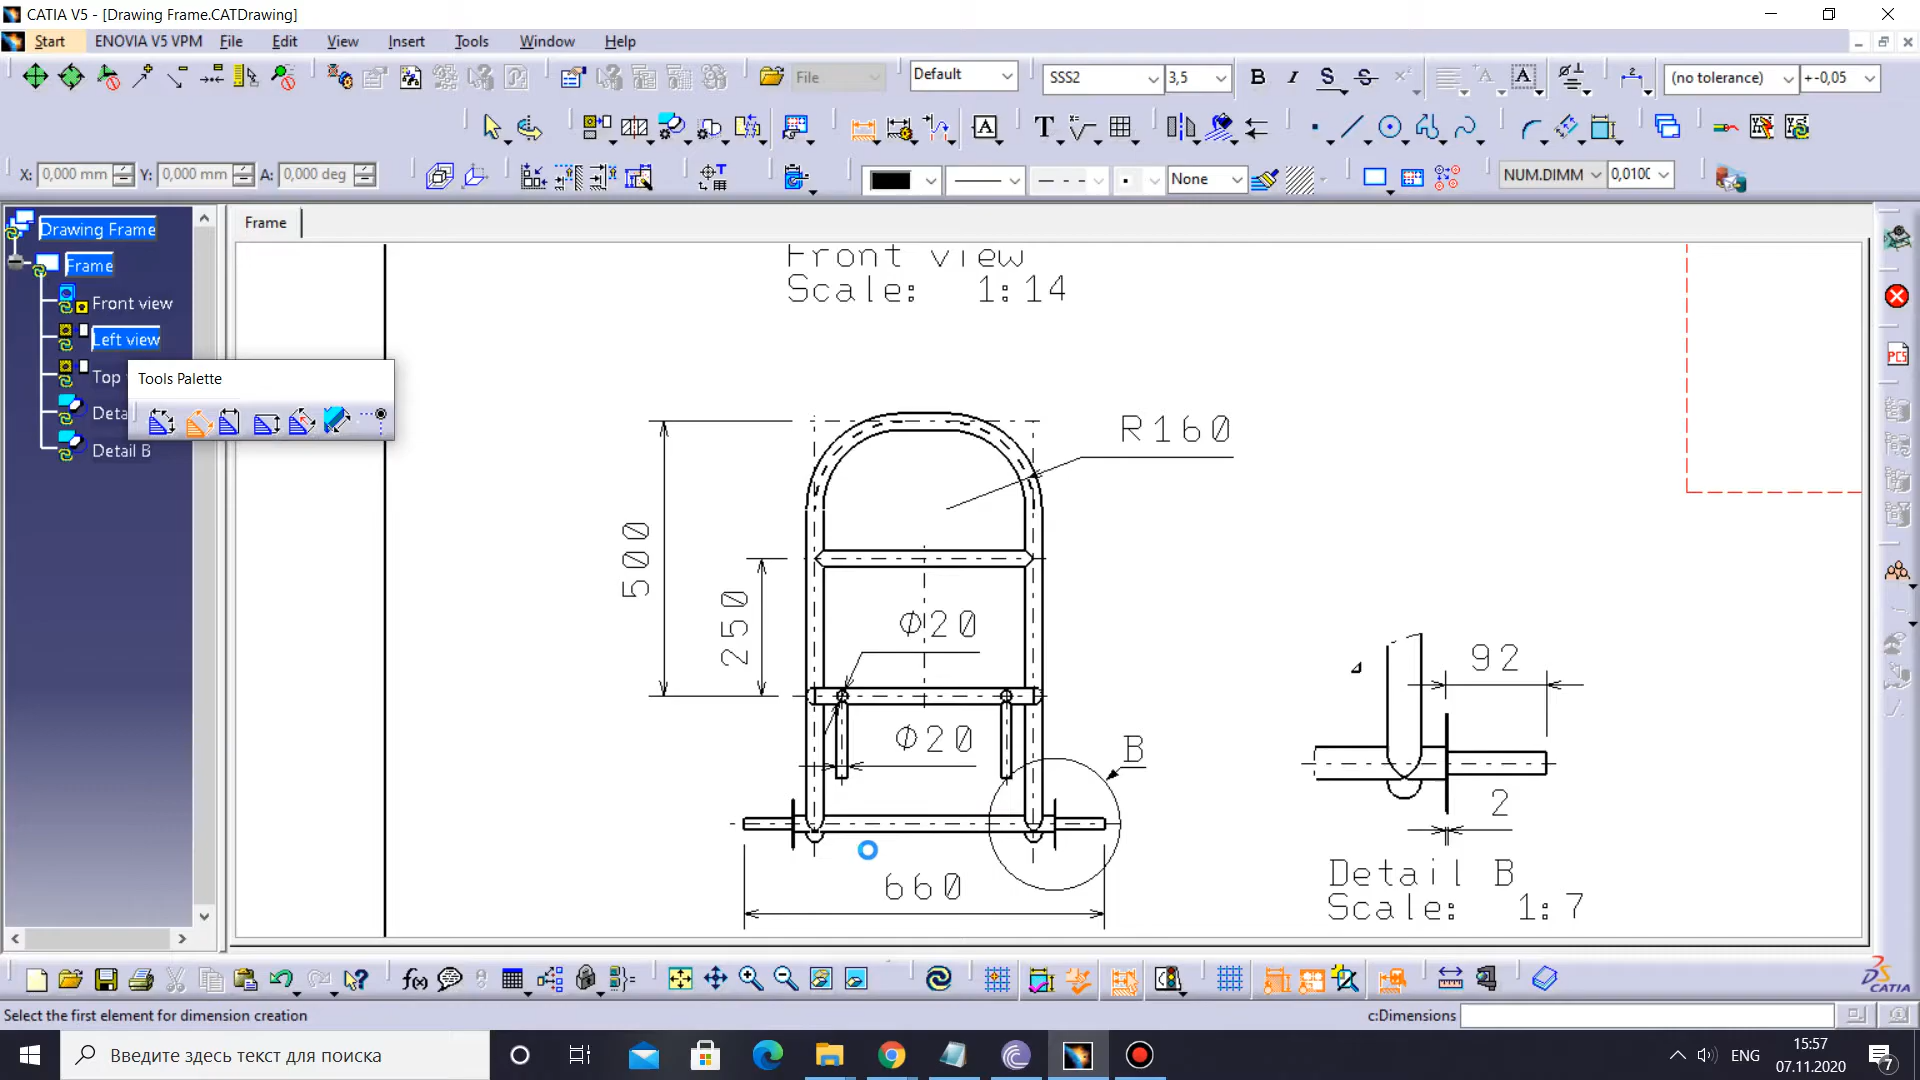 CATIA V5 - [Drawing Frame.CATDrawing]
Start ENOVIA V5 VPM File Edit View Insert Tools Window Help
File Default SSS2 3,5 B I S S (no tolerance) +-0,05
X: 0,000 mm Y: 0,000 mm A: 0,000 deg None NUM.DIMM 0,0100
Drawing Frame
Frame
Front view
Left view
Top
Deta
Detail B
Tools Palette
Frame
Front view
Scale: 1:14
R160
500
250
Φ20
Φ20
B
660
92
2
Detail B
Scale: 1:7
Select the first element for dimension creation
c:Dimensions
CATIA
Введите здесь текст для поиска
ENG
15:57
07.11.2020
7